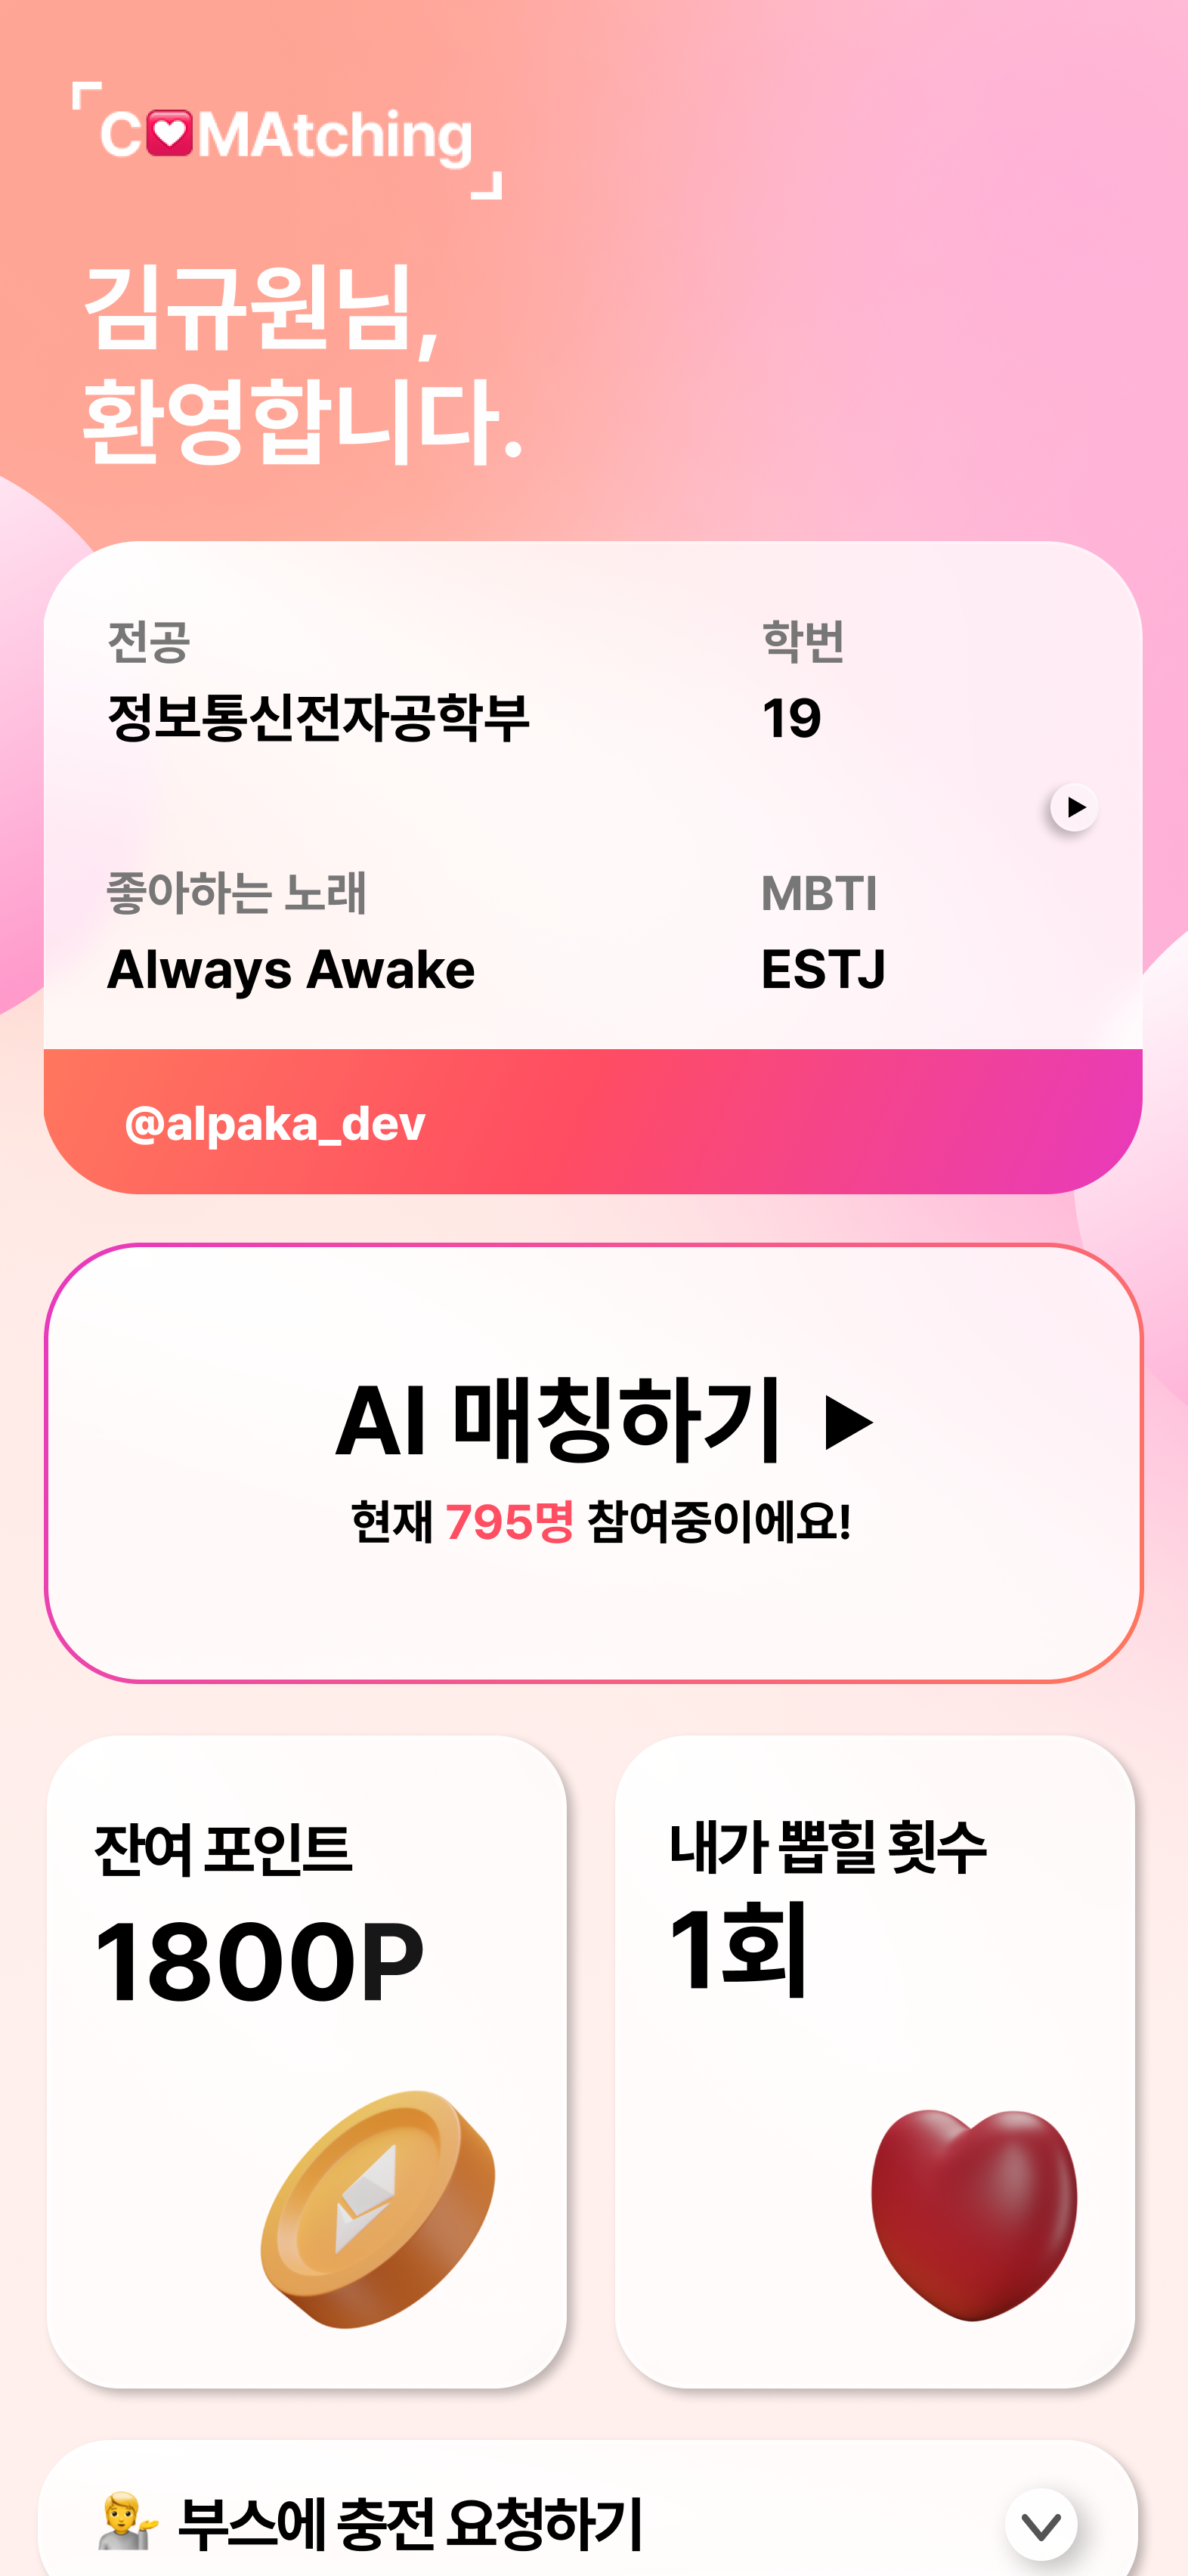 COMAtching
김규원님,
환영합니다.
전공
학번
정보통신전자공학부
19
좋아하는 노래
MBTI
Always Awake
ESTJ
@alpaka_dev
AI 매칭하기
현재 795명 참여중이에요!
잔여 포인트
1800P
내가 뽑힐 횟수
1회
부스에 충전 요청하기